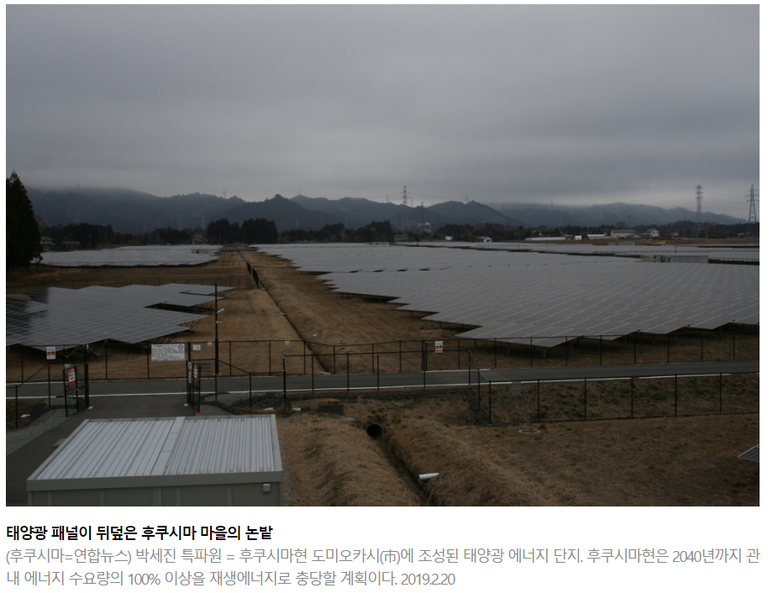 태양광 패널이 뒤덮은 후쿠시마 마을의 논밭
(후쿠시마=연합뉴스) 박세진 특파원 = 후쿠시마현 도미오카시(市)에 조성된 태양광 에너지 단지. 후쿠시마현은 2040년까지 관
내 에너지 수요량의 100% 이상을 재생에너지로 충당할 계획이다. 2019.2.20